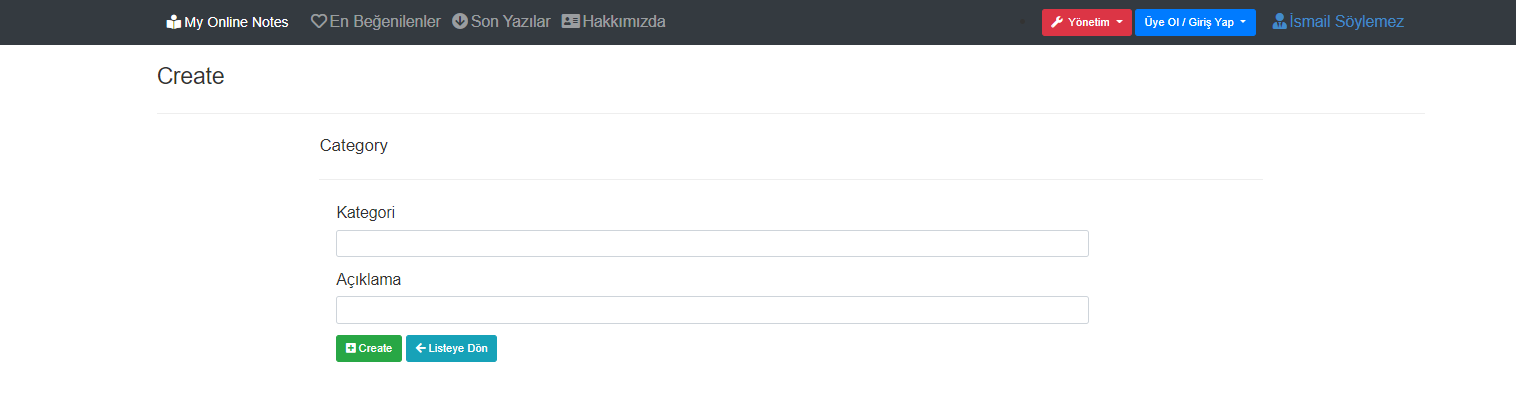 My Online Notes En Beğenilenler Son Yazılar Hakkımızda Yönetim Üye Ol / Giriş Yap İsmail Söylemez
Create
Category
Kategori
Açıklama
Create Listeye Dön